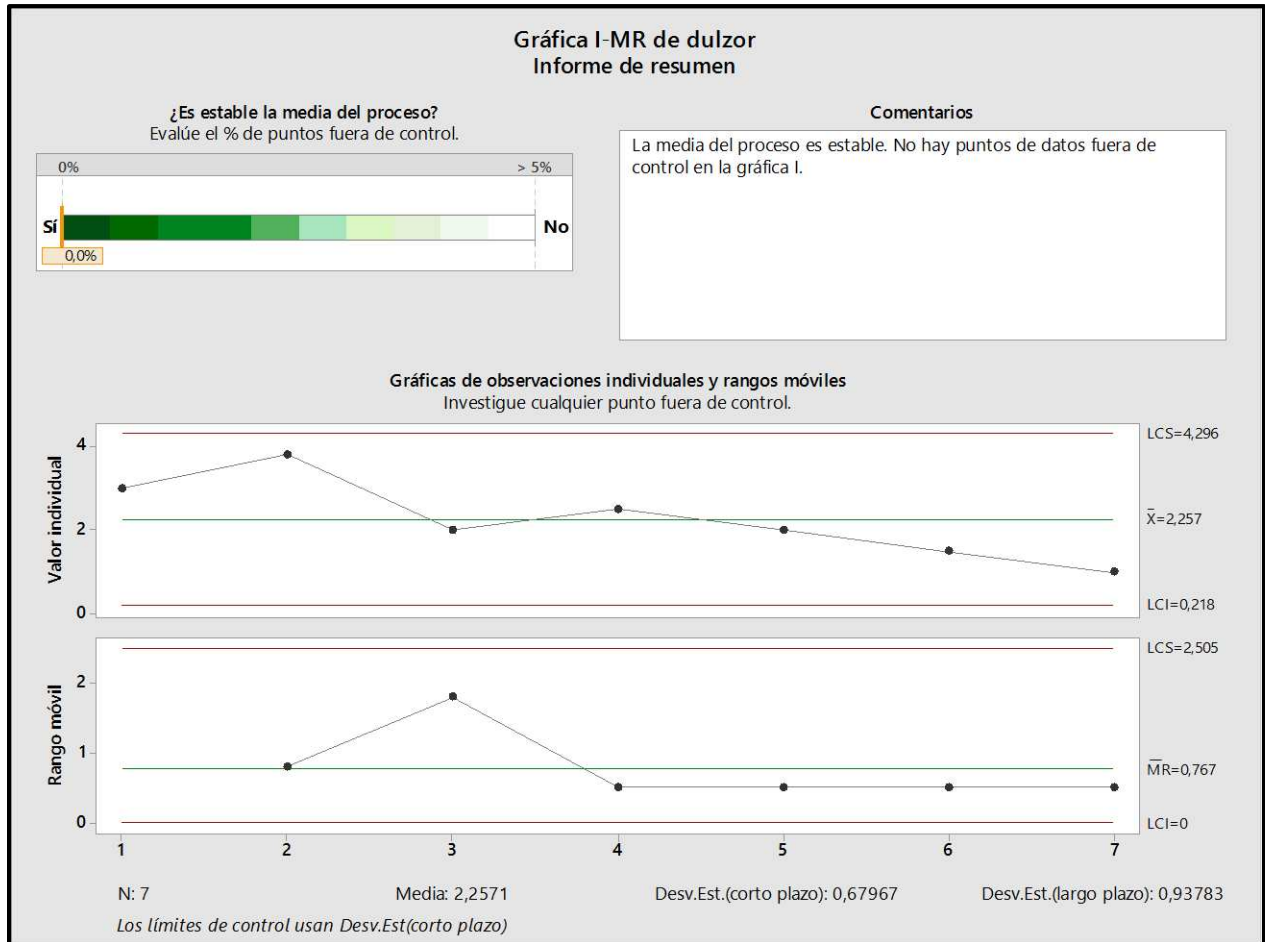 Gráfica I-MR de dulzor
Informe de resumen
¿Es estable la media del proceso?
Evalúe el % de puntos fuera de control.
0%
> 5%
Sí
No
0,0%
Comentarios
La media del proceso es estable. No hay puntos de datos fuera de
control en la gráfica I.
Gráficas de observaciones individuales y rangos móviles
Investigue cualquier punto fuera de control.
Valor individual
4
2
0
LCS=4,296
X̄=2,257
LCI=0,218
Rango móvil
2
1
0
LCS=2,505
M̅R̅=0,767
LCI=0
1 2 3 4 5 6 7
N: 7 Media: 2,2571 Desv.Est.(corto plazo): 0,67967 Desv.Est.(largo plazo): 0,93783
Los límites de control usan Desv.Est(corto plazo)